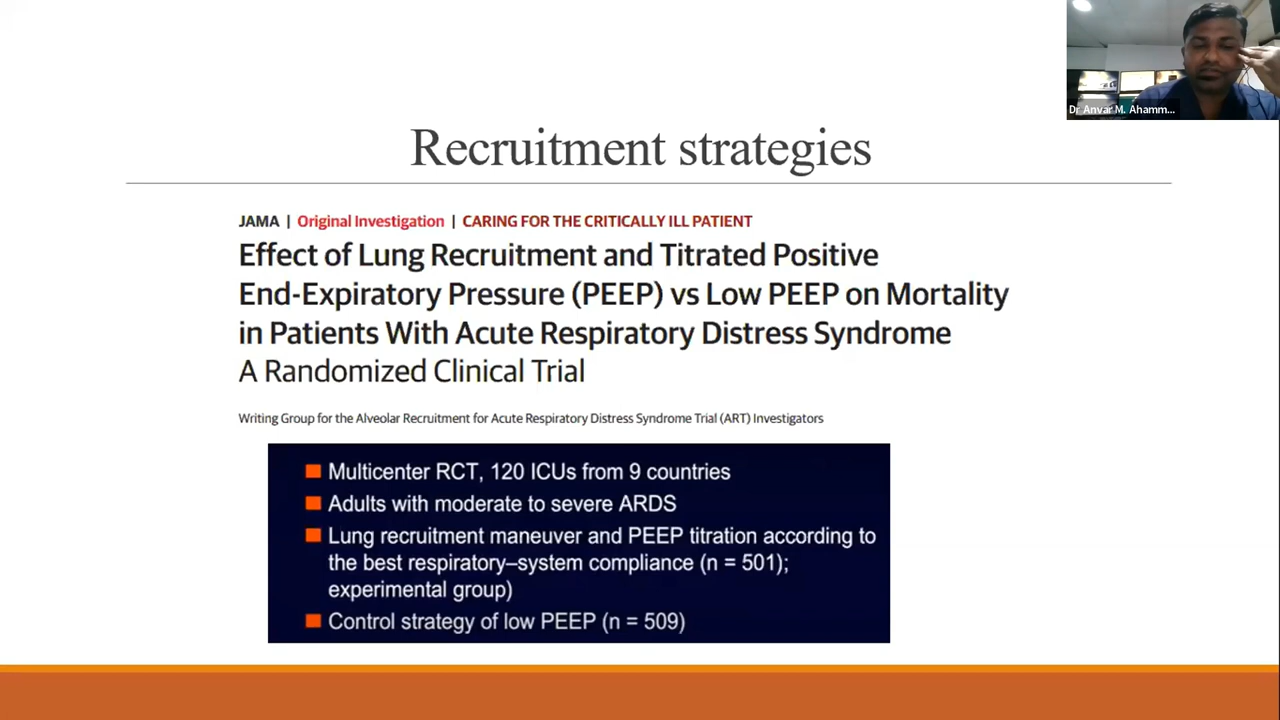 Dr Anvar M. Ahamm...
Recruitment strategies
JAMA | Original Investigation | CARING FOR THE CRITICALLY ILL PATIENT
Effect of Lung Recruitment and Titrated Positive
End-Expiratory Pressure (PEEP) vs Low PEEP on Mortality
in Patients With Acute Respiratory Distress Syndrome
A Randomized Clinical Trial
Writing Group for the Alveolar Recruitment for Acute Respiratory Distress Syndrome Trial (ART) Investigators
Multicenter RCT, 120 ICUs from 9 countries
Adults with moderate to severe ARDS
Lung recruitment maneuver and PEEP titration according to
the best respiratory–system compliance (n = 501);
experimental group)
Control strategy of low PEEP (n = 509)